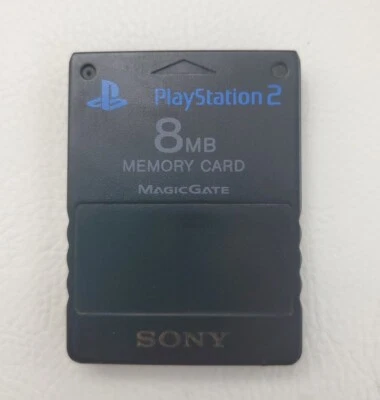 PlayStation 2
8MB
MEMORY CARD
MAGICGATE
SONY